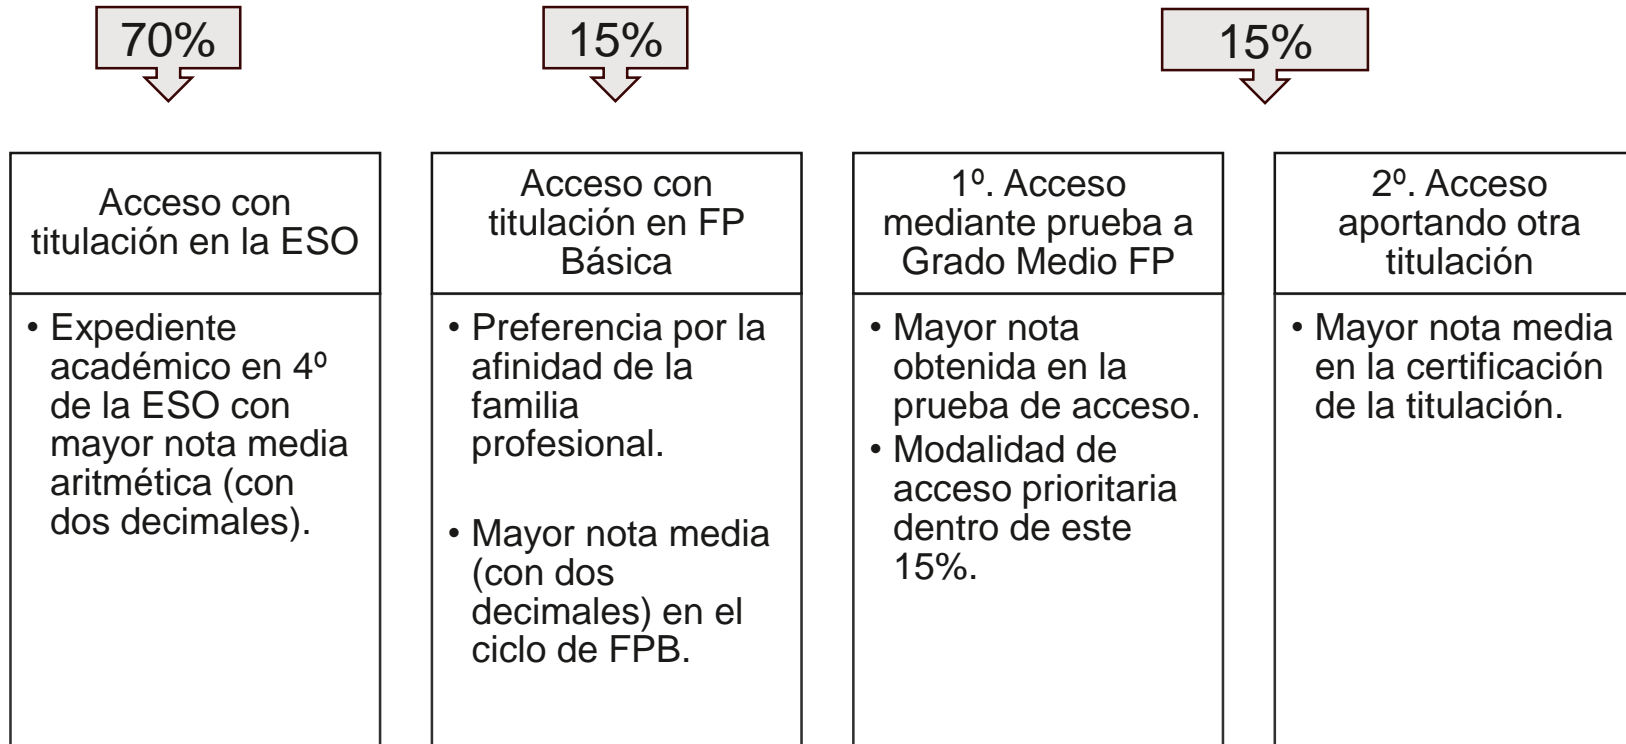 70%
15%
15%
Acceso con
titulación en la ESO
• Expediente
académico en 4º
de la ESO con
mayor nota media
aritmética (con
dos decimales).
Acceso con
titulación en FP
Básica
• Preferencia por la
afinidad de la
familia
profesional.
• Mayor nota media
(con dos
decimales) en el
ciclo de FPB.
1º. Acceso
mediante prueba a
Grado Medio FP
• Mayor nota
obtenida en la
prueba de acceso.
• Modalidad de
acceso prioritaria
dentro de este
15%.
2º. Acceso
aportando otra
titulación
• Mayor nota media
en la certificación
de la titulación.